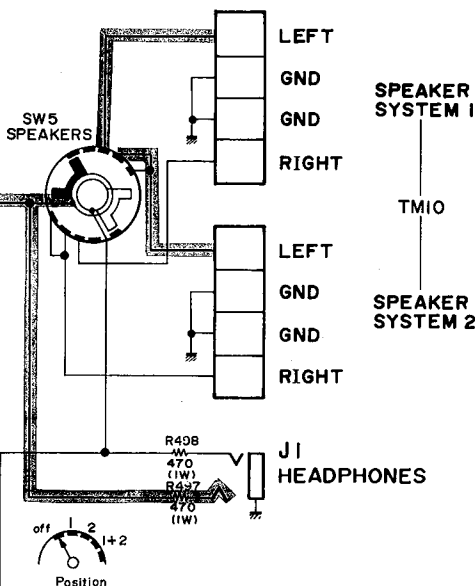 LEFT
GND
GND
RIGHT
SPEAKER
SYSTEM 1
SW5
SPEAKERS
TM10
LEFT
GND
GND
RIGHT
SPEAKER
SYSTEM 2
R498
470
(1W)
R497
470
(1W)
J1
HEADPHONES
off 1 2 1+2
Position